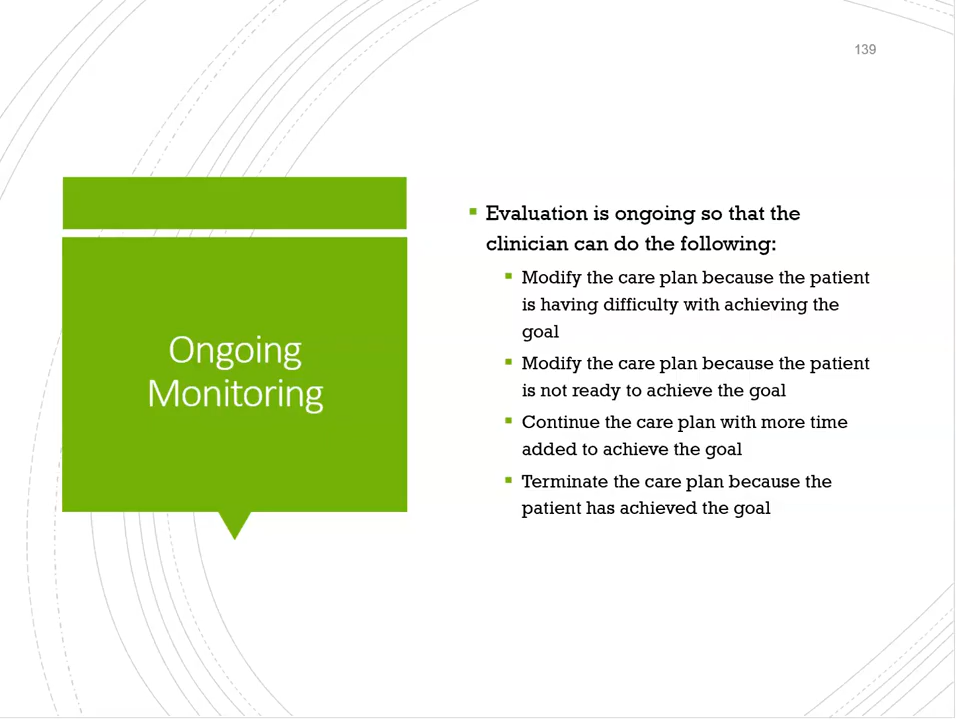 139
Ongoing
Monitoring
Evaluation is ongoing so that the
clinician can do the following:
Modify the care plan because the patient
is having difficulty with achieving the
goal
Modify the care plan because the patient
is not ready to achieve the goal
Continue the care plan with more time
added to achieve the goal
Terminate the care plan because the
patient has achieved the goal